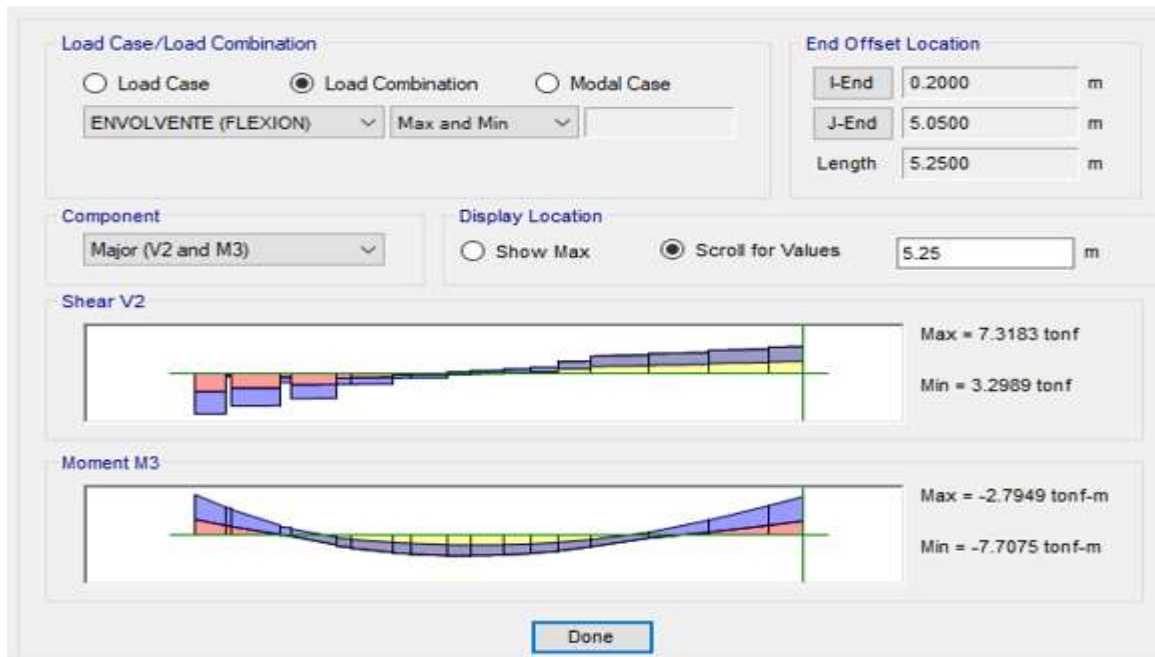 Load Case/Load Combination
Load Case Load Combination Modal Case
ENVOLVENTE (FLEXION) Max and Min
End Offset Location
I-End 0.2000 m
J-End 5.0500 m
Length 5.2500 m
Component
Major (V2 and M3)
Display Location
Show Max Scroll for Values 5.25 m
Shear V2
Max = 7.3183 tonf
Min = 3.2989 tonf
Moment M3
Max = -2.7949 tonf-m
Min = -7.7075 tonf-m
Done